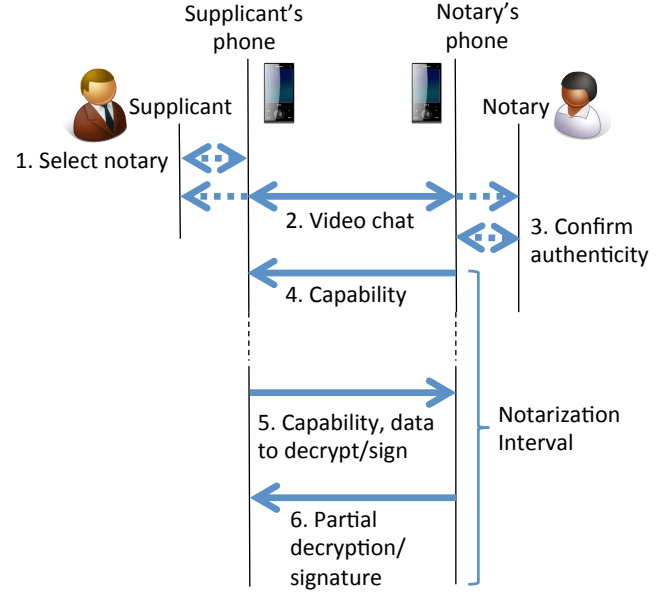 Supplicant's
phone
Notary's
phone
Supplicant
Notary
1. Select notary
2. Video chat
3. Confirm
authenticity
4. Capability
5. Capability, data
to decrypt/sign
Notarization
Interval
6. Partial
decryption/
signature